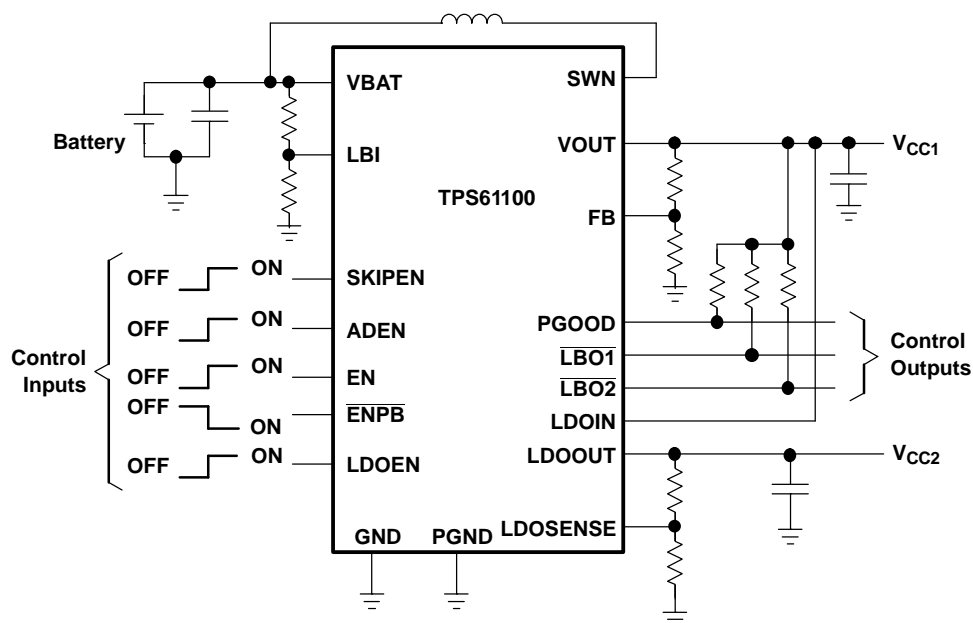 VBAT
SWN
Battery
LBI
VOUT
VCC1
TPS61100
FB
OFF ON SKIPEN
OFF ON ADEN
PGOOD
Control
Inputs
Control
Outputs
LBO1
OFF ON EN
LBO2
OFF ON ENPB
LDOIN
OFF ON LDOEN
LDOOUT
VCC2
LDOSENSE
GND
PGND